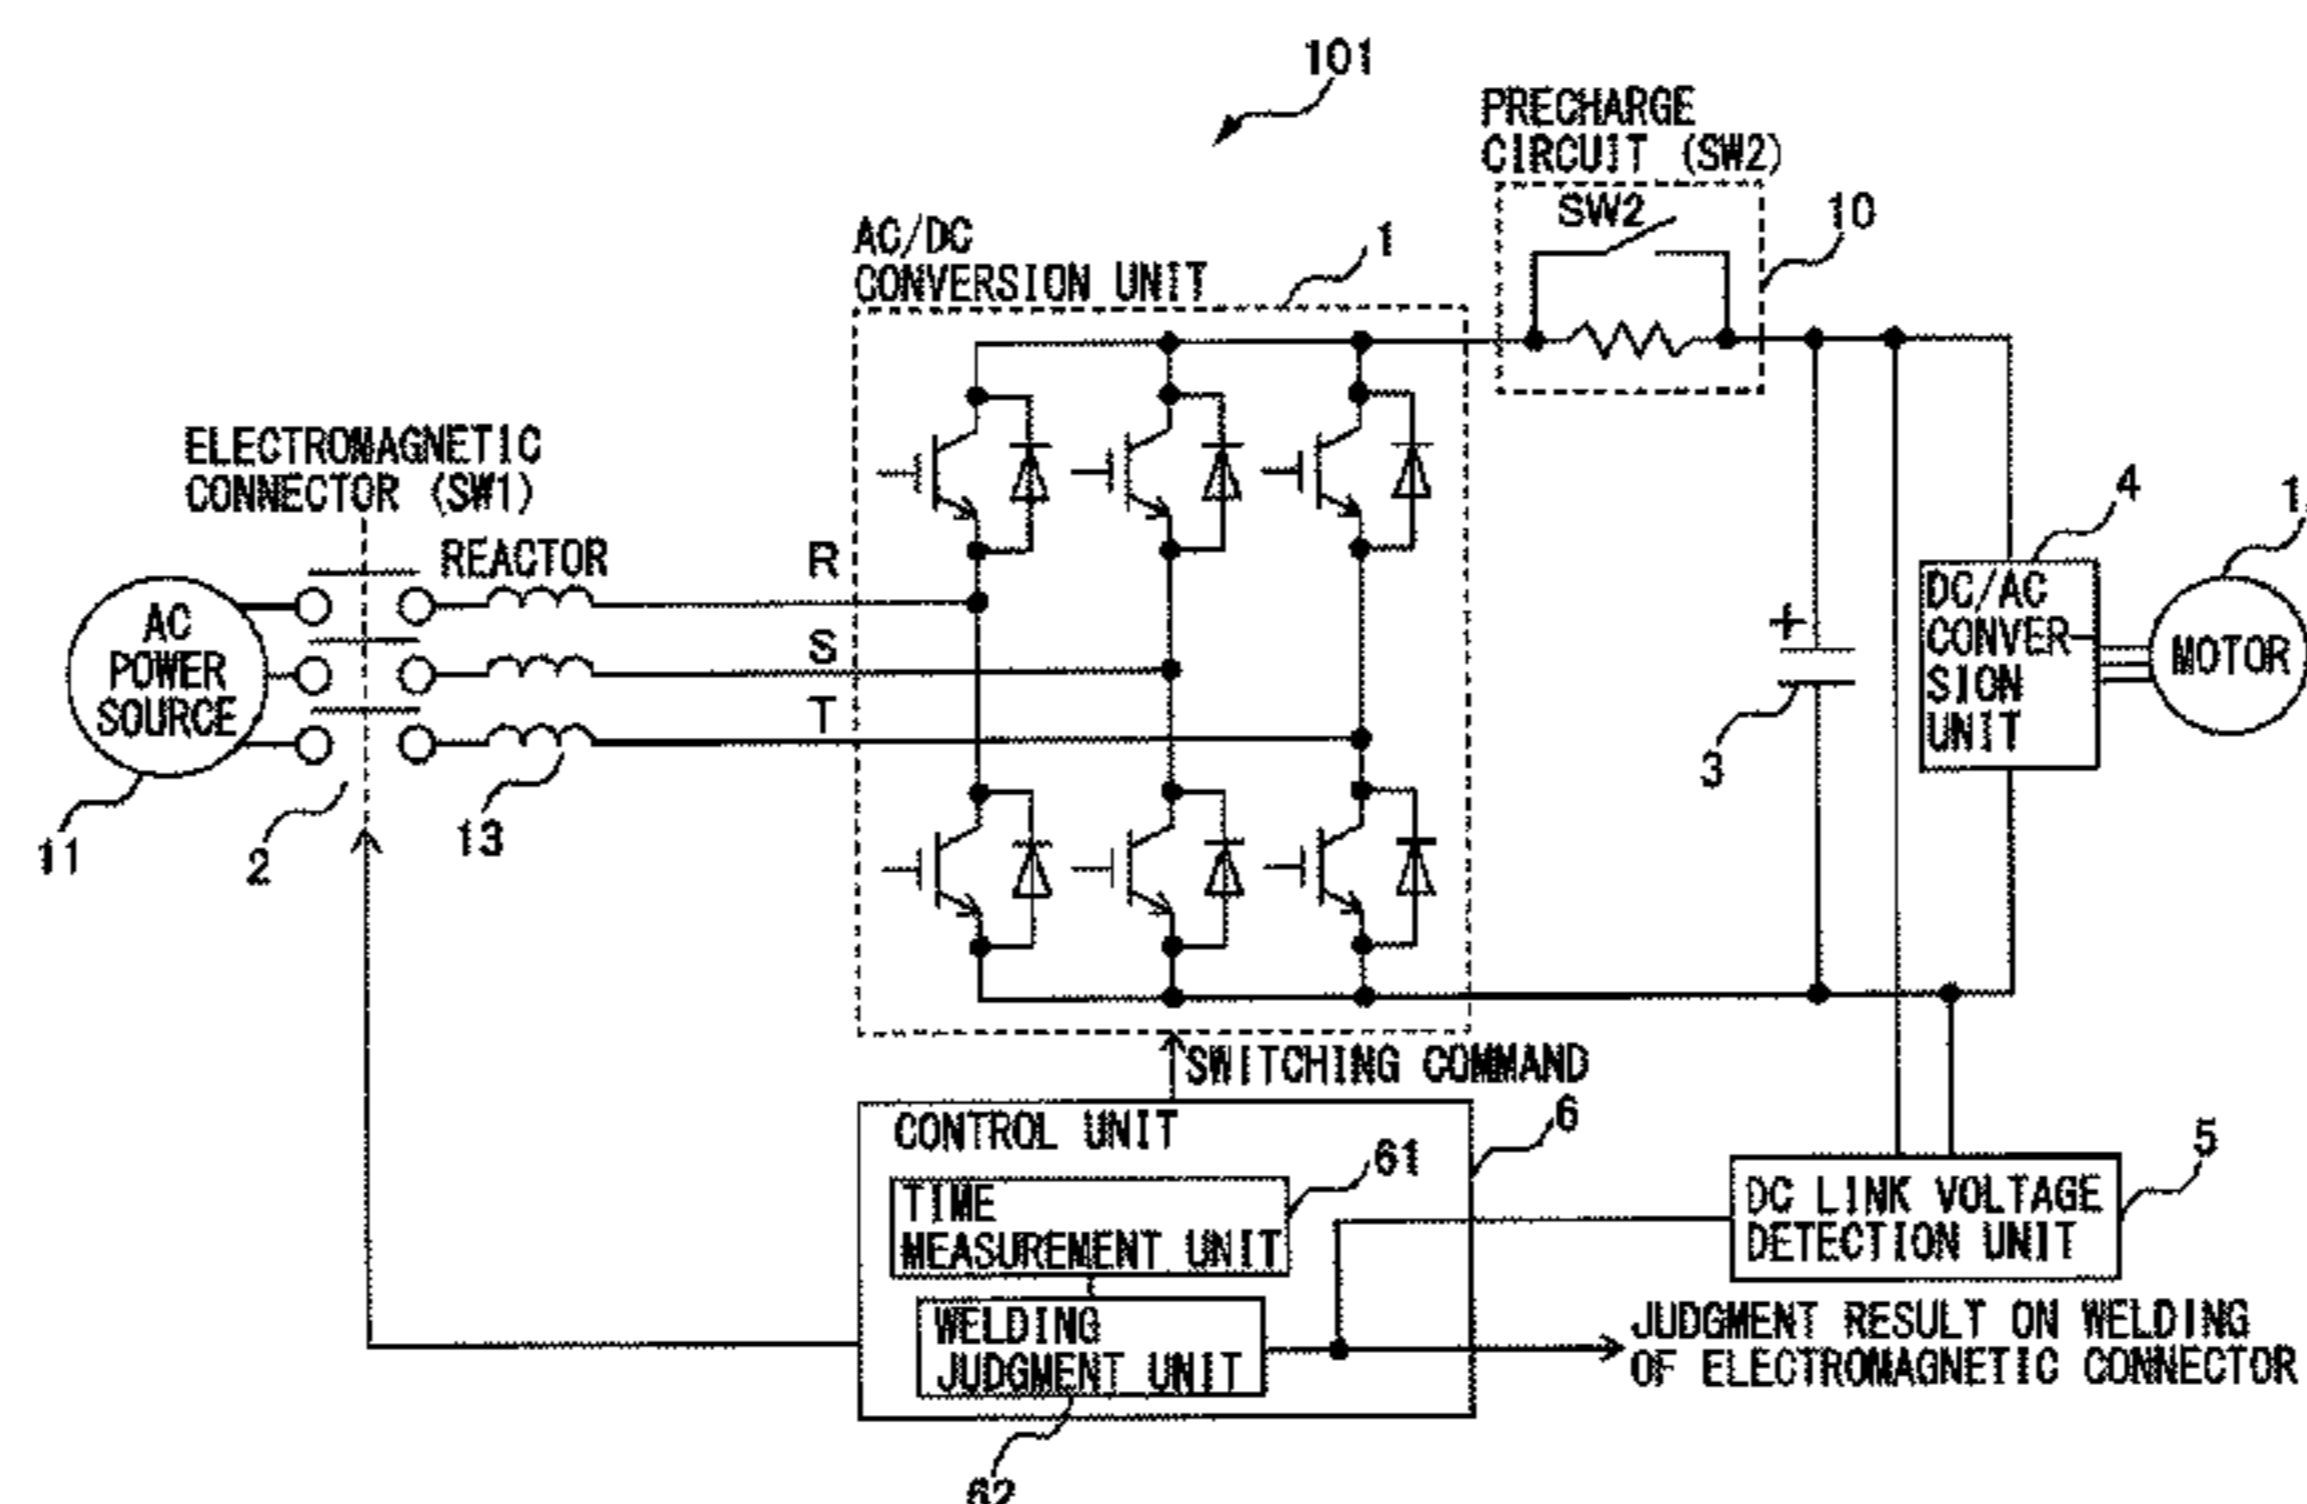 101
PRECHARGE
CIRCUIT (SW2)
SW2
10
AC/DC
CONVERSION UNIT
1
ELECTROMAGNETIC
CONNECTOR (SW1)
REACTOR
R
S
T
AC
POWER
SOURCE
11
2
13
+
3
4
DC/AC
CONVER-
SION
UNIT
1
MOTOR
SWITCHING COMMAND
CONTROL UNIT
6
61
TIME
MEASUREMENT UNIT
WELDING
JUDGMENT UNIT
62
5
DC LINK VOLTAGE
DETECTION UNIT
JUDGMENT RESULT ON WELDING
OF ELECTROMAGNETIC CONNECTOR